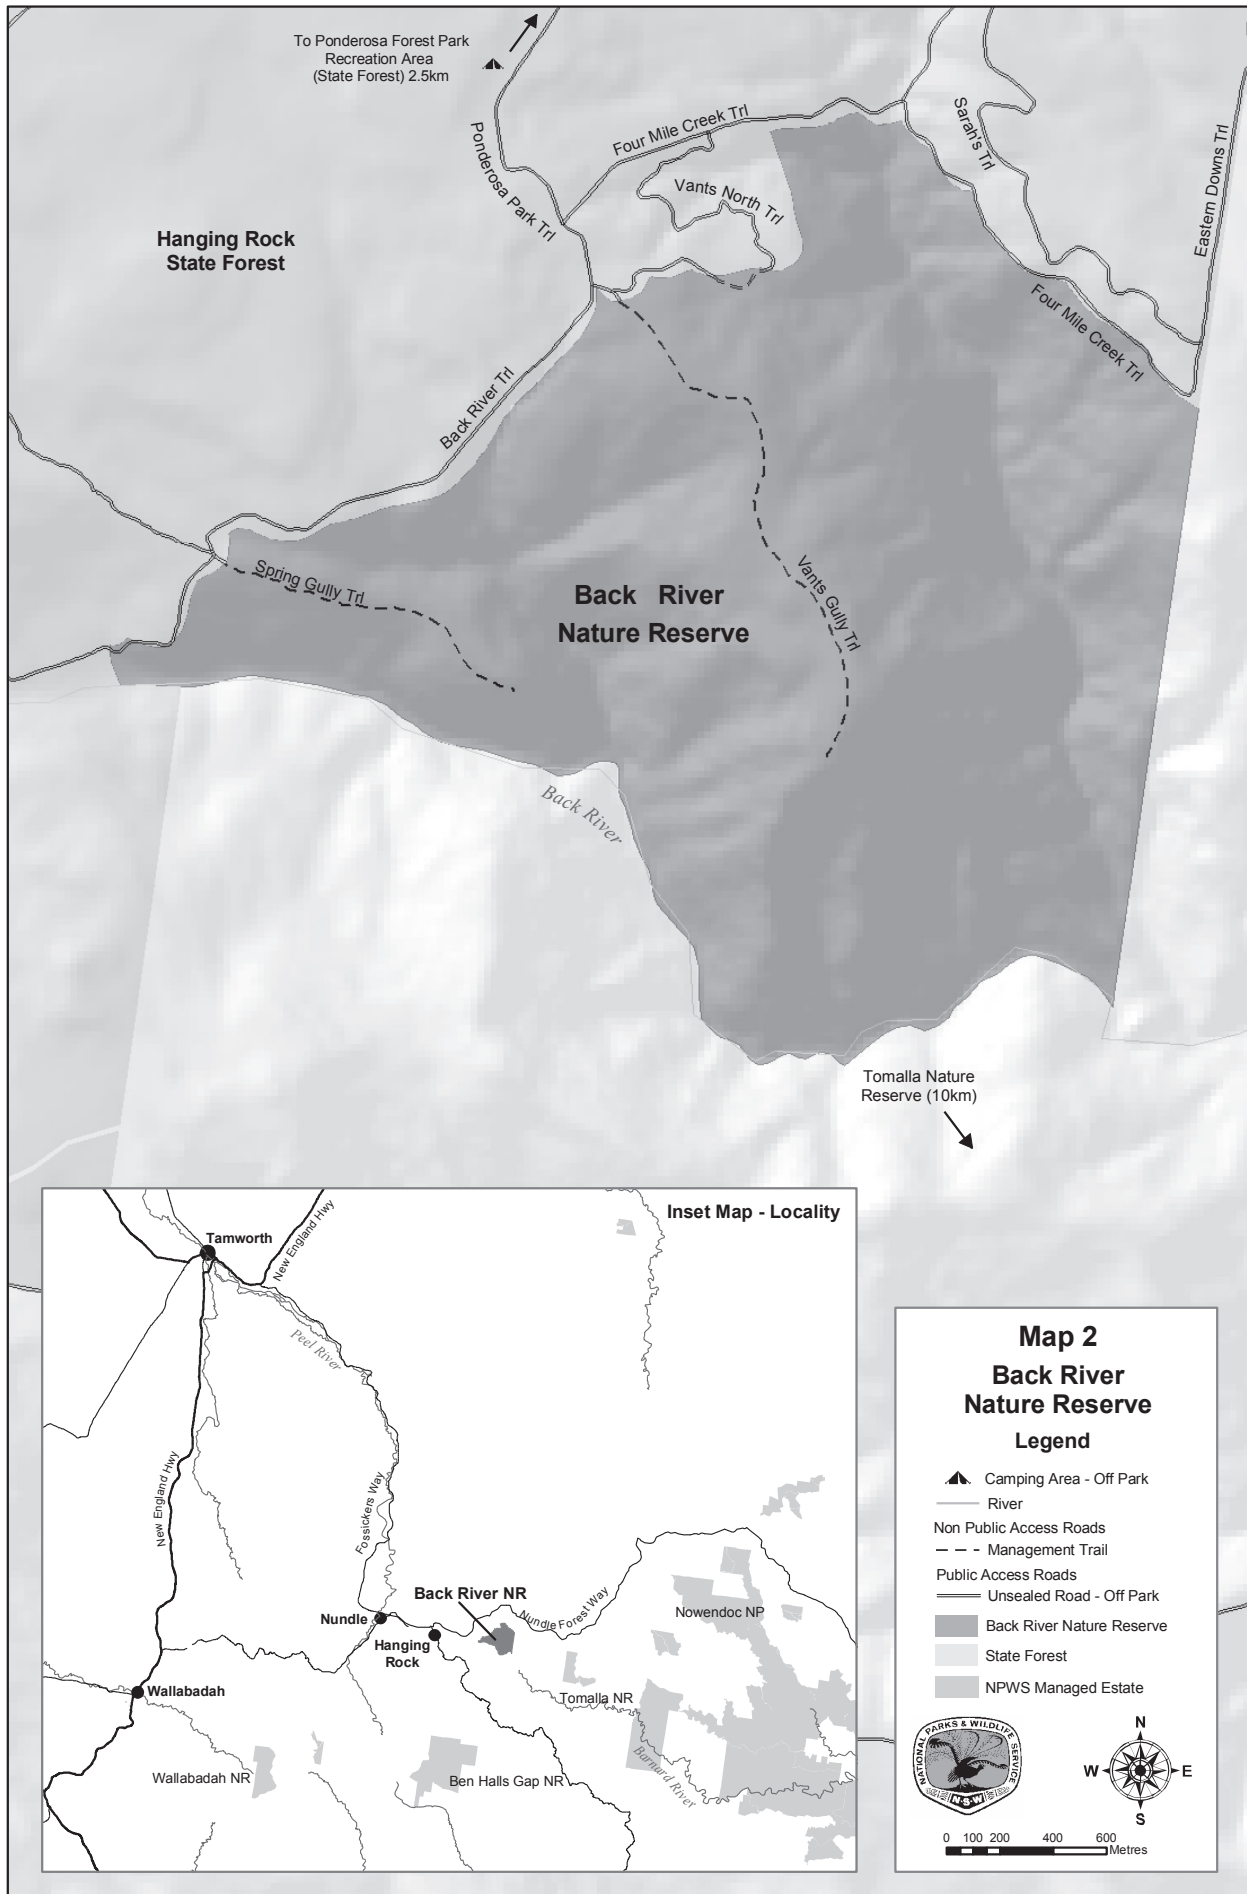 To Ponderosa Forest Park
Recreation Area
(State Forest) 2.5km
Ponderosa Park Trl
Four Mile Creek Trl
Vants North Trl
Sarah's Trl
Eastern Downs Trl
Hanging Rock
State Forest
Four Mile Creek Trl
Back River Trl
Spring Gully Trl
Vants Gully Trl
Back River
Nature Reserve
Back River
Tomalla Nature
Reserve (10km)
Inset Map - Locality
Tamworth
New England Hwy
Peel River
New England Hwy
Fossickers Way
Back River NR
Nundle
Hanging
Rock
Nundle Forest Way
Nowendoc NP
Wallabadah
Tomalla NR
Wallabadah NR
Ben Halls Gap NR
Barnard River
Map 2
Back River
Nature Reserve
Legend
Camping Area - Off Park
River
Non Public Access Roads
Management Trail
Public Access Roads
Unsealed Road - Off Park
Back River Nature Reserve
State Forest
NPWS Managed Estate
NATIONAL PARKS & WILDLIFE SERVICE
N·S·W
N
W E
S
0 100 200 400 600
Metres